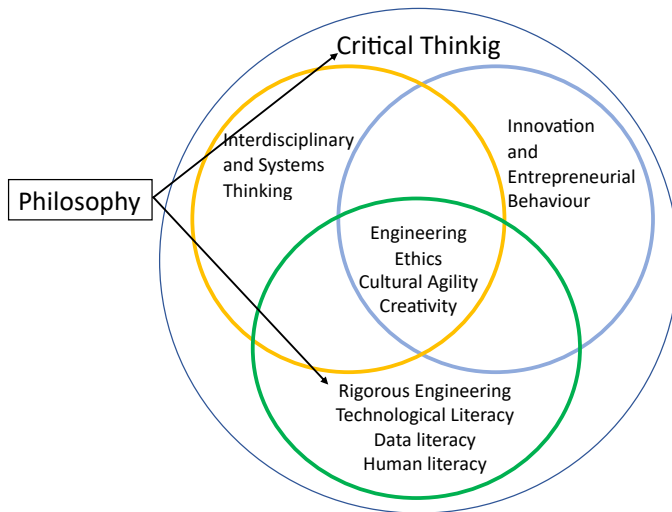 Critical Thinkig
Interdisciplinary
and Systems
Thinking
Innovation
and
Entrepreneurial
Behaviour
Philosophy
Engineering
Ethics
Cultural Agility
Creativity
Rigorous Engineering
Technological Literacy
Data literacy
Human literacy